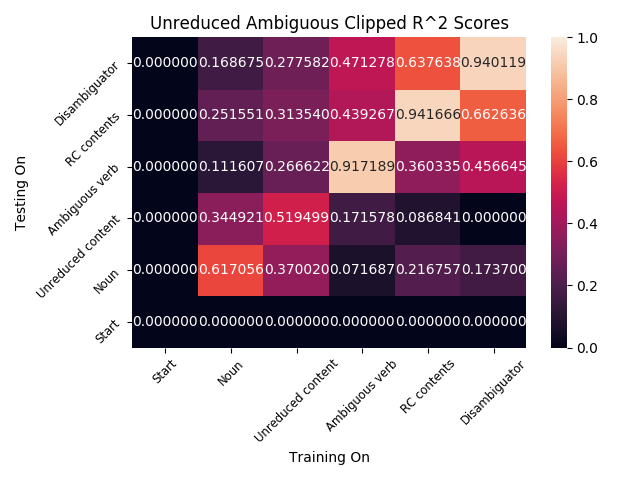 Unreduced Ambiguous Clipped R^2 Scores
Testing On
Disambiguator
0.000000 0.168675 0.277582 0.471278 0.637638 0.940119
RC contents
0.000000 0.251551 0.313540 0.439267 0.941666 0.662636
Ambiguous verb
0.000000 0.111607 0.266622 0.917189 0.360335 0.456645
Unreduced content
0.000000 0.344921 0.519499 0.171578 0.086841 0.000000
Noun
0.000000 0.617056 0.370020 0.071687 0.216757 0.173700
Start
0.000000 0.000000 0.000000 0.000000 0.000000 0.000000
Start
Noun
Unreduced content
Ambiguous verb
RC contents
Disambiguator
Training On
1.0
0.8
0.6
0.4
0.2
0.0